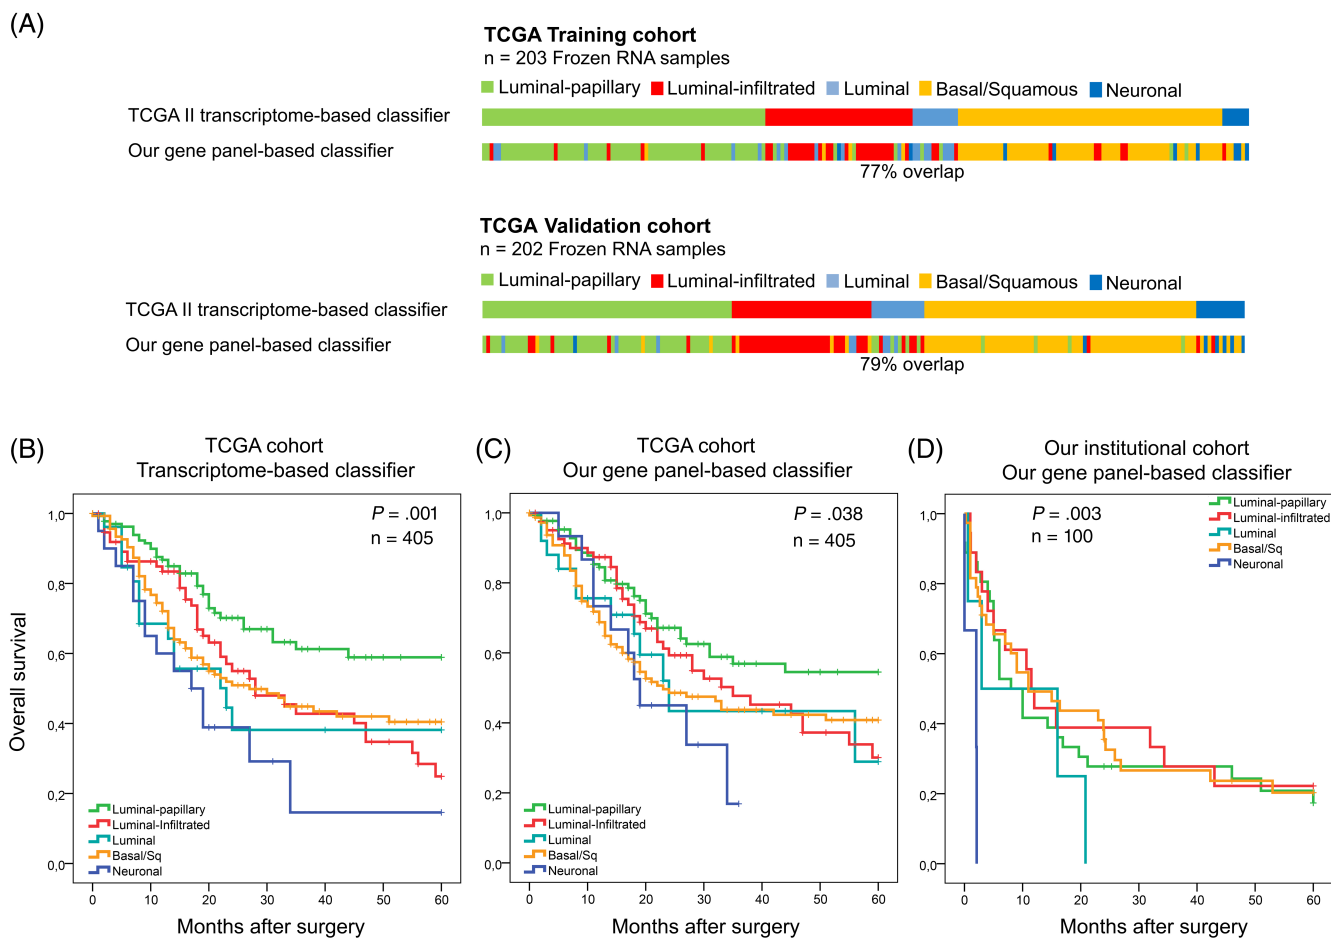 (A)
TCGA Training cohort
n = 203 Frozen RNA samples
Luminal-papillary Luminal-infiltrated Luminal Basal/Squamous Neuronal
TCGA II transcriptome-based classifier
Our gene panel-based classifier
77% overlap
TCGA Validation cohort
n = 202 Frozen RNA samples
Luminal-papillary Luminal-infiltrated Luminal Basal/Squamous Neuronal
TCGA II transcriptome-based classifier
Our gene panel-based classifier
79% overlap
(B)
TCGA cohort
Transcriptome-based classifier
P = .001
n = 405
1,0
0,8
0,6
0,4
0,2
0,0
Overall survival
Luminal-papillary
Luminal-Infiltrated
Luminal
Basal/Sq
Neuronal
0 10 20 30 40 50 60
Months after surgery
(C)
TCGA cohort
Our gene panel-based classifier
P = .038
n = 405
1,0
0,8
0,6
0,4
0,2
0,0
Luminal-papillary
Luminal-Infiltrated
Luminal
Basal/Sq
Neuronal
0 10 20 30 40 50 60
Months after surgery
(D)
Our institutional cohort
Our gene panel-based classifier
P = .003
n = 100
Luminal-papillary
Luminal-infiltrated
Luminal
Basal/Sq
Neuronal
1,0
0,8
0,6
0,4
0,2
0,0
0 10 20 30 40 50 60
Months after surgery